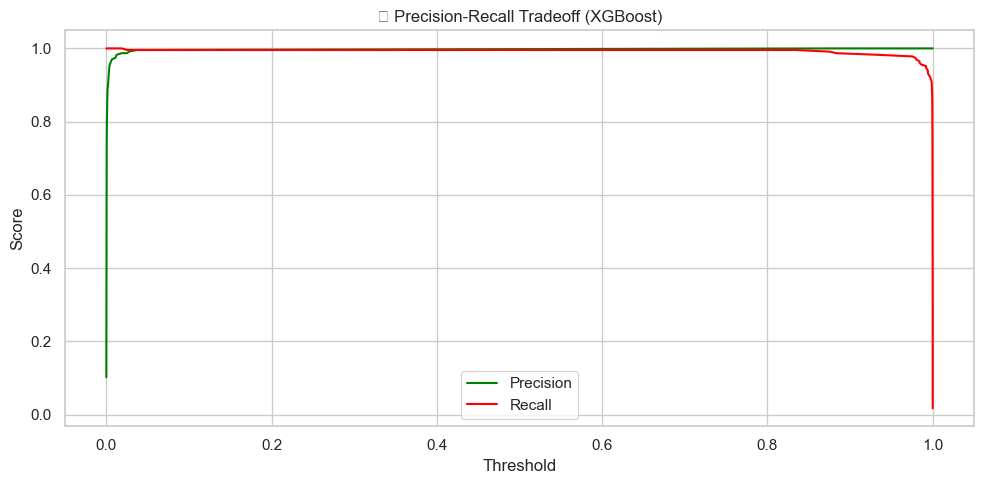 ▯ Precision-Recall Tradeoff (XGBoost)
1.0
0.8
0.6
0.4
0.2
0.0
Score
Precision
Recall
0.0 0.2 0.4 0.6 0.8 1.0
Threshold